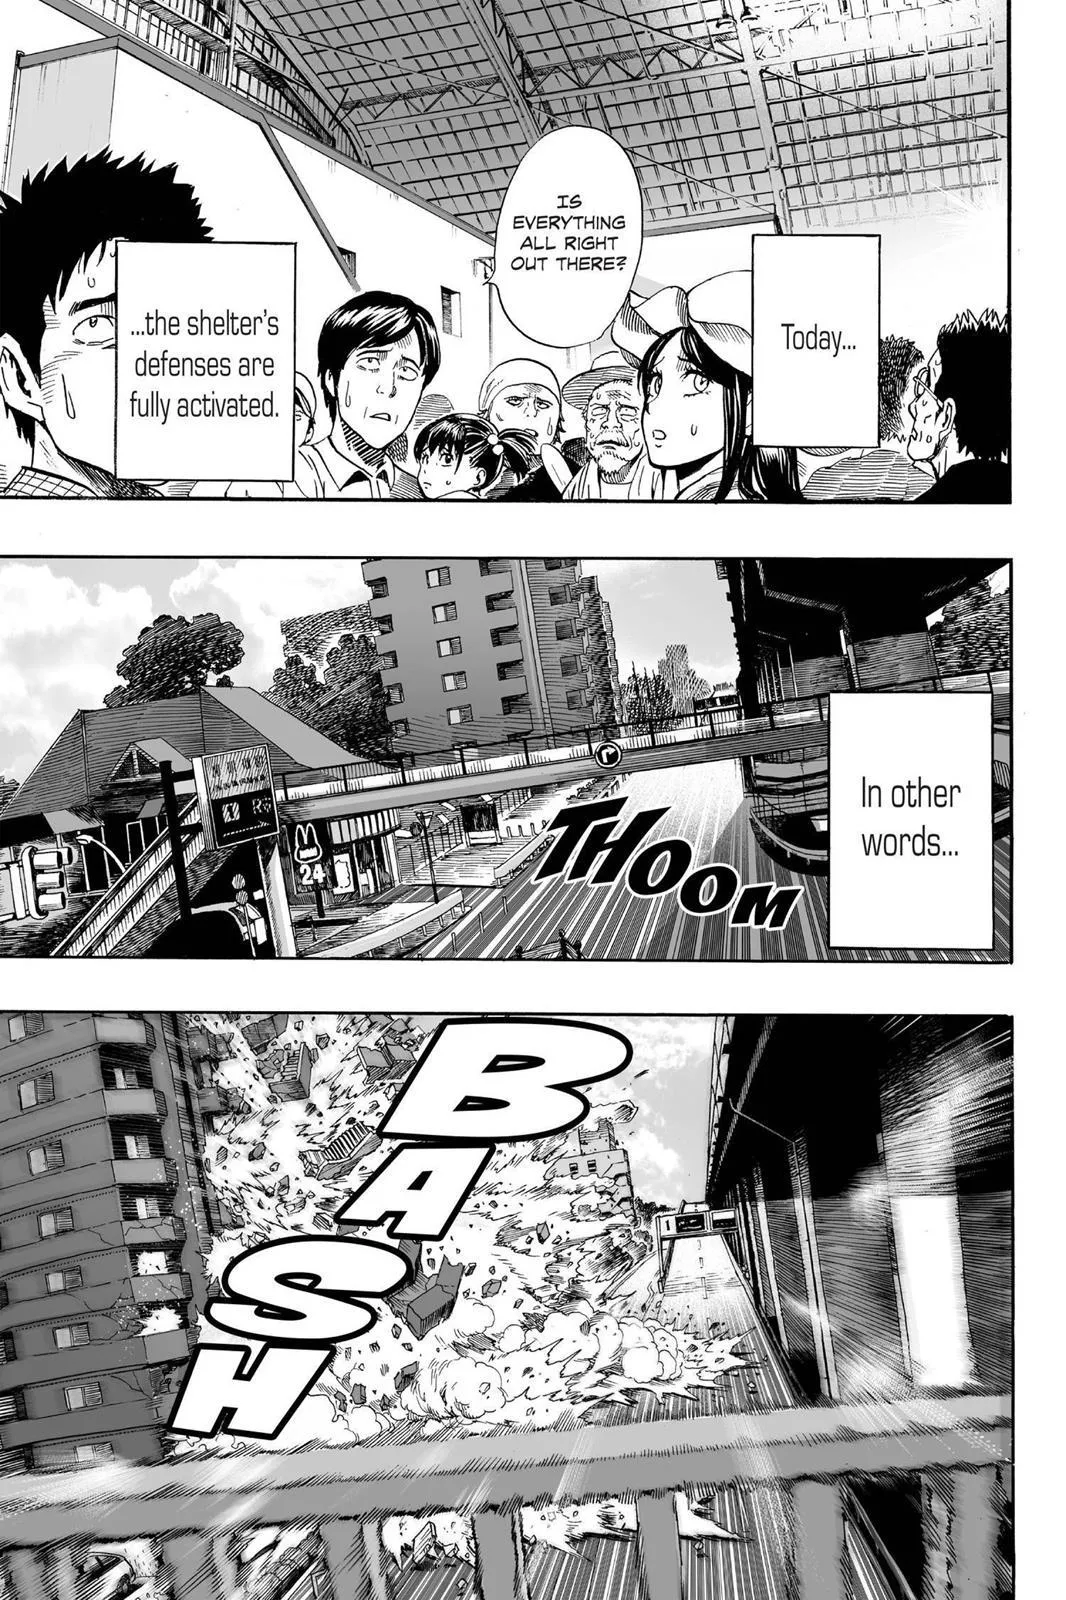 Today...
IS
EVERYTHING
ALL RIGHT
OUT THERE?
...the shelter's
defenses are
fully activated.
In other
words...
THOOM
24
BASH